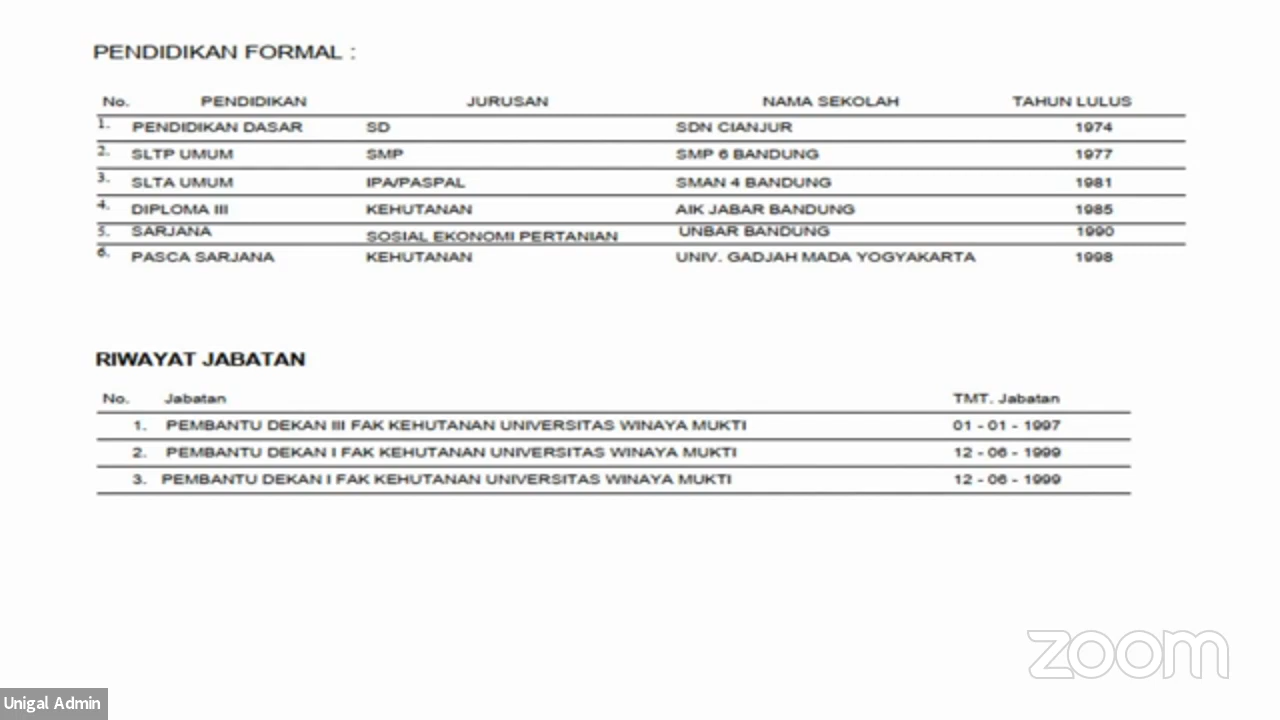 PENDIDIKAN FORMAL :
No. PENDIDIKAN JURUSAN NAMA SEKOLAH TAHUN LULUS
1. PENDIDIKAN DASAR SD SDN CIANJUR 1974
2. SLTP UMUM SMP SMP 6 BANDUNG 1977
3. SLTA UMUM IPA/PASPAL SMAN 4 BANDUNG 1981
4. DIPLOMA III KEHUTANAN AIK JABAR BANDUNG 1985
5. SARJANA SOSIAL EKONOMI PERTANIAN UNBAR BANDUNG 1990
6. PASCA SARJANA KEHUTANAN UNIV. GADJAH MADA YOGYAKARTA 1998
RIWAYAT JABATAN
No. Jabatan TMT. Jabatan
1. PEMBANTU DEKAN III FAK KEHUTANAN UNIVERSITAS WINAYA MUKTI 01 - 01 - 1997
2. PEMBANTU DEKAN I FAK KEHUTANAN UNIVERSITAS WINAYA MUKTI 12 - 06 - 1999
3. PEMBANTU DEKAN I FAK KEHUTANAN UNIVERSITAS WINAYA MUKTI 12 - 06 - 1999
zoom
Unigal Admin